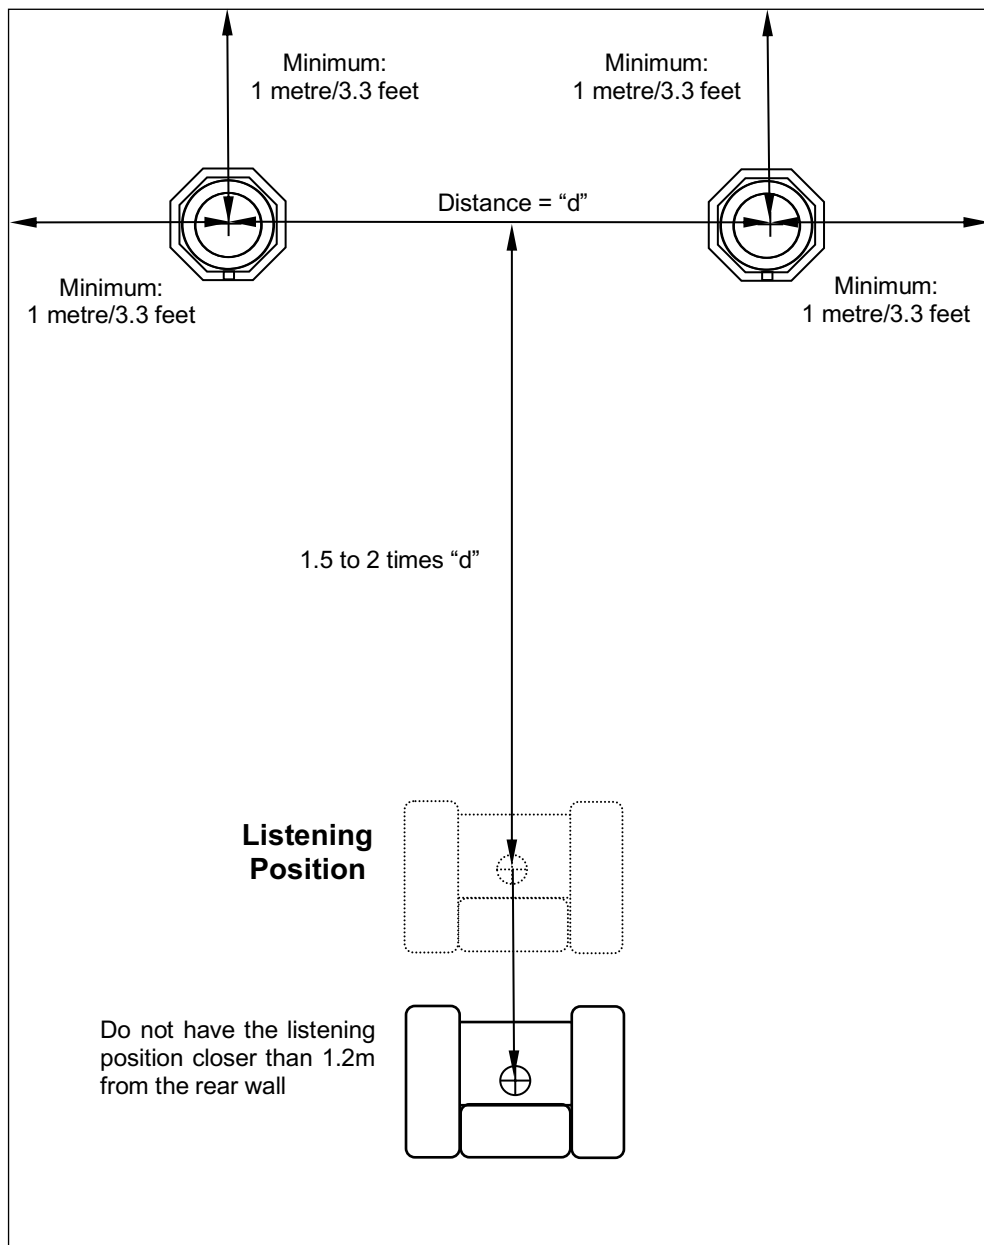 Minimum:
1 metre/3.3 feet
Minimum:
1 metre/3.3 feet
Distance = “d”
Minimum:
1 metre/3.3 feet
Minimum:
1 metre/3.3 feet
1.5 to 2 times “d”
Listening
Position
Do not have the listening
position closer than 1.2m
from the rear wall